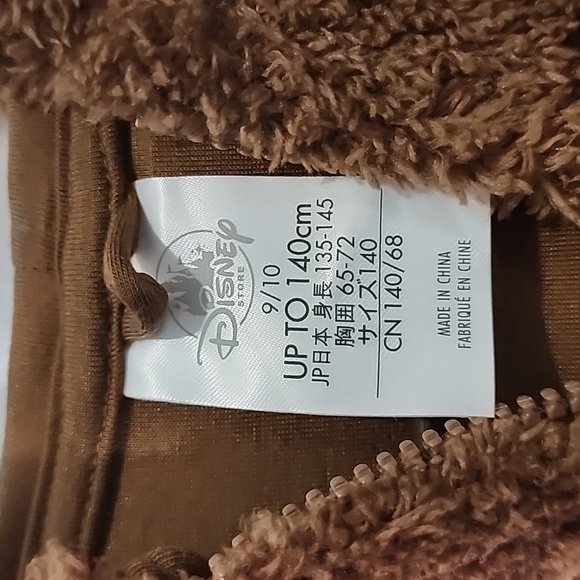 Disney
STORE
9/10
UP TO 140cm
JP日本 身長 135-145
胸囲 65-72
サイズ140
CN 140/68
MADE IN CHINA
FABRIQUÉ EN CHINE